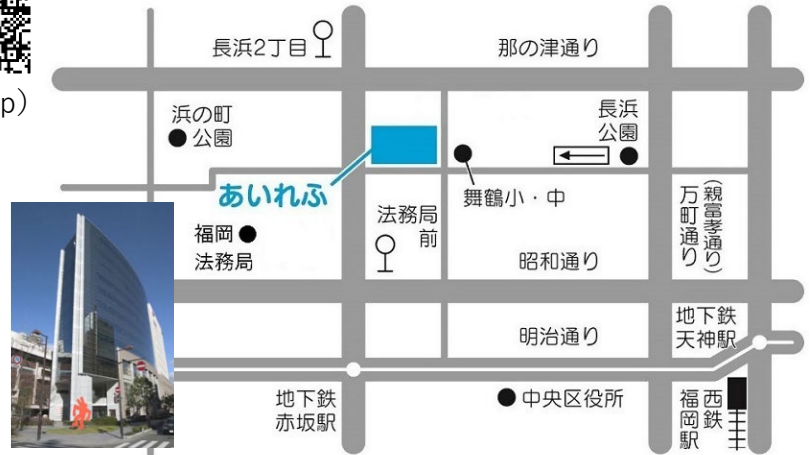 長浜2丁目
那の津通り
p)
浜の町
公園
長浜
公園
あいれふ
舞鶴小・中
法務局
前
福岡
法務局
昭和通り
万町通り
(親富孝通り)
明治通り
地下鉄
天神駅
地下鉄
赤坂駅
中央区役所
西鉄
福岡駅